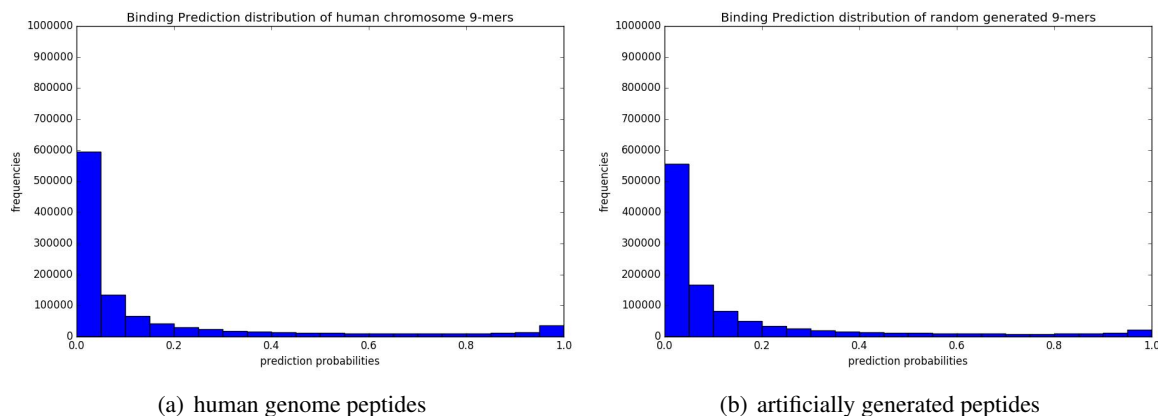 Binding Prediction distribution of human chromosome 9-mers
1000000
900000
800000
700000
600000
500000
400000
300000
200000
100000
0
frequencies
0.0 0.2 0.4 0.6 0.8 1.0
prediction probabilities
(a) human genome peptides
Binding Prediction distribution of random generated 9-mers
1000000
900000
800000
700000
600000
500000
400000
300000
200000
100000
0
frequencies
0.0 0.2 0.4 0.6 0.8 1.0
prediction probabilities
(b) artificially generated peptides